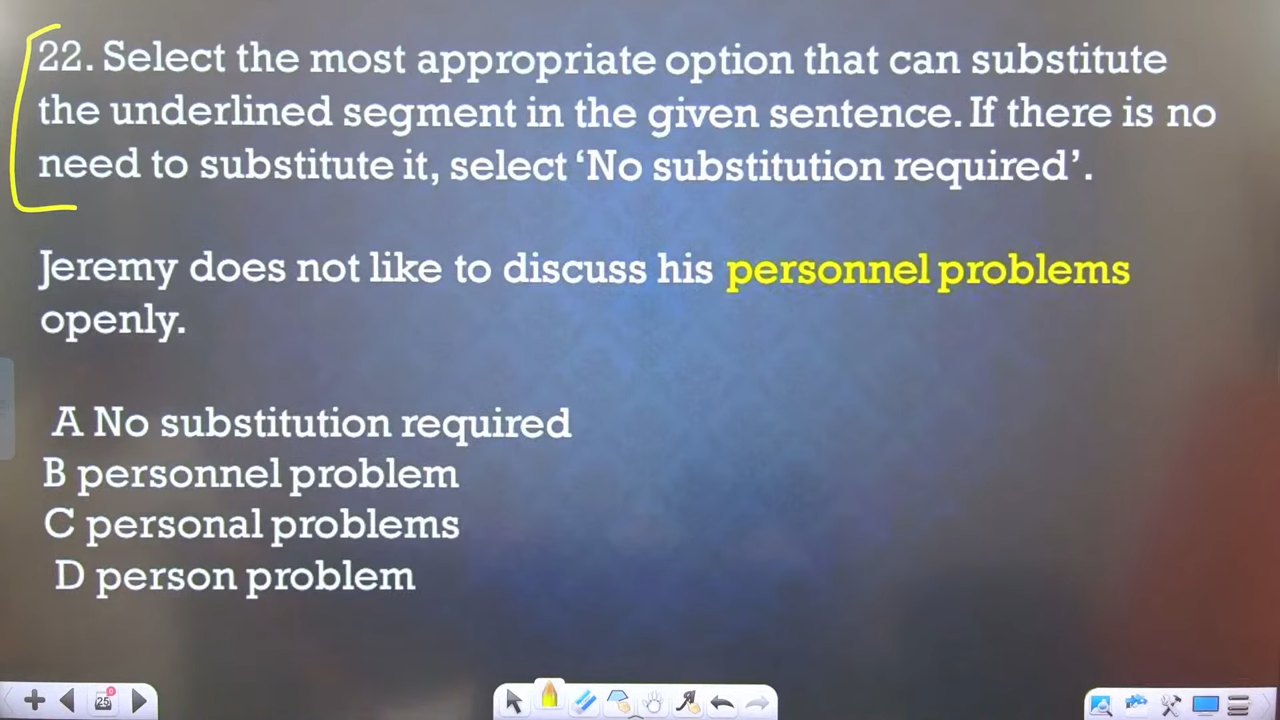 22. Select the most appropriate option that can substitute
the underlined segment in the given sentence. If there is no
need to substitute it, select ‘No substitution required’.
Jeremy does not like to discuss his personnel problems
openly.
A No substitution required
B personnel problem
C personal problems
D person problem
25